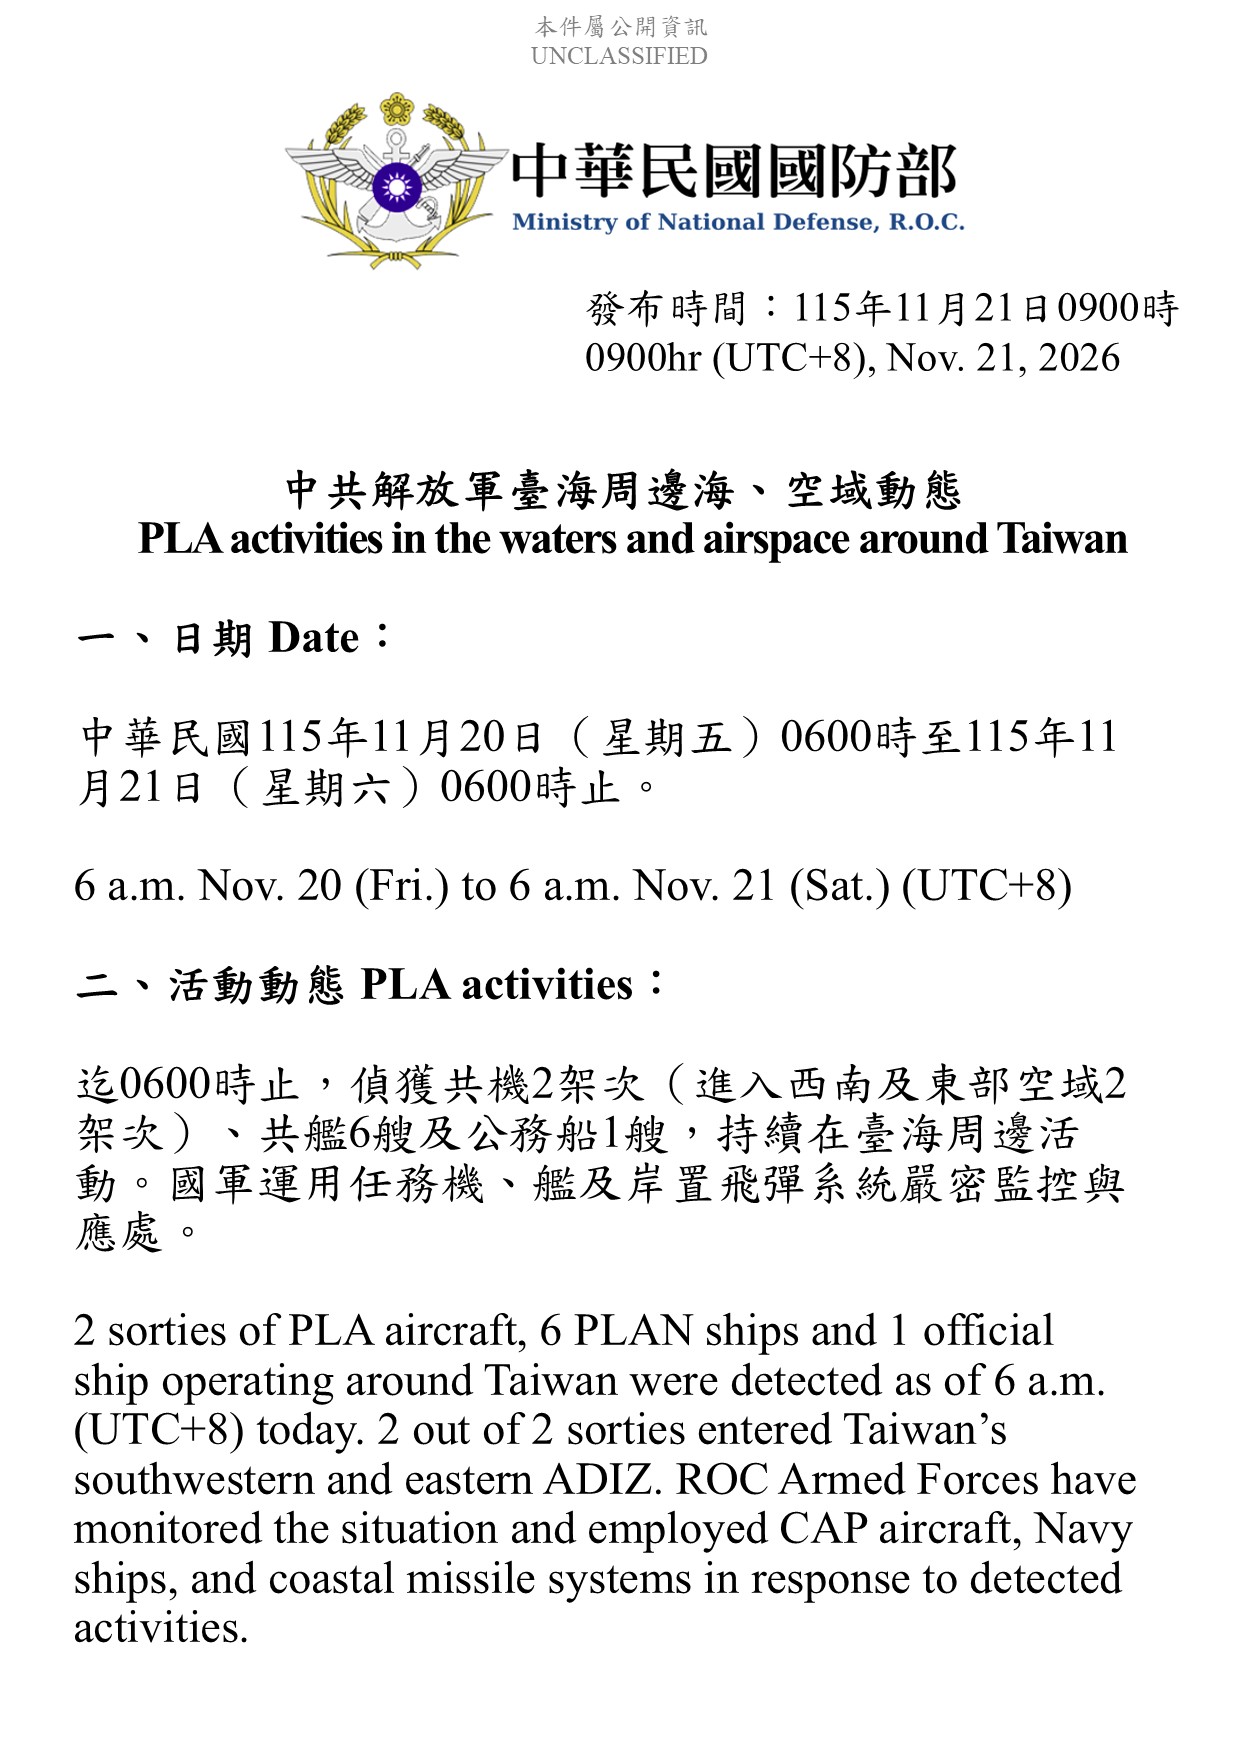 本件屬公開資訊
UNCLASSIFIED
中華民國國防部
Ministry of National Defense, R.O.C.
發布時間：115年11月21日0900時
0900hr (UTC+8), Nov. 21, 2026
中共解放軍臺海周邊海、空域動態
PLA activities in the waters and airspace around Taiwan
一、日期 Date：
中華民國115年11月20日（星期五）0600時至115年11
月21日（星期六）0600時止。
6 a.m. Nov. 20 (Fri.) to 6 a.m. Nov. 21 (Sat.) (UTC+8)
二、活動動態 PLA activities：
迄0600時止，偵獲共機2架次（進入西南及東部空域2
架次）、共艦6艘及公務船1艘，持續在臺海周邊活
動。國軍運用任務機、艦及岸置飛彈系統嚴密監控與
應處。
2 sorties of PLA aircraft, 6 PLAN ships and 1 official
ship operating around Taiwan were detected as of 6 a.m.
(UTC+8) today. 2 out of 2 sorties entered Taiwan’s
southwestern and eastern ADIZ. ROC Armed Forces have
monitored the situation and employed CAP aircraft, Navy
ships, and coastal missile systems in response to detected
activities.